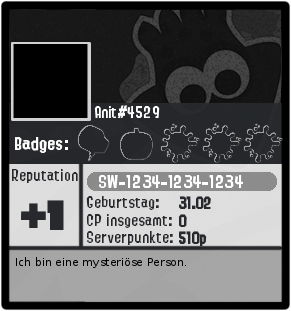 Anit#4529
Badges:
Reputation
+1
SW-1234-1234-1234
Geburtstag: 31.02
CP insgesamt: 0
Serverpunkte: 510p
Ich bin eine mysteriöse Person.